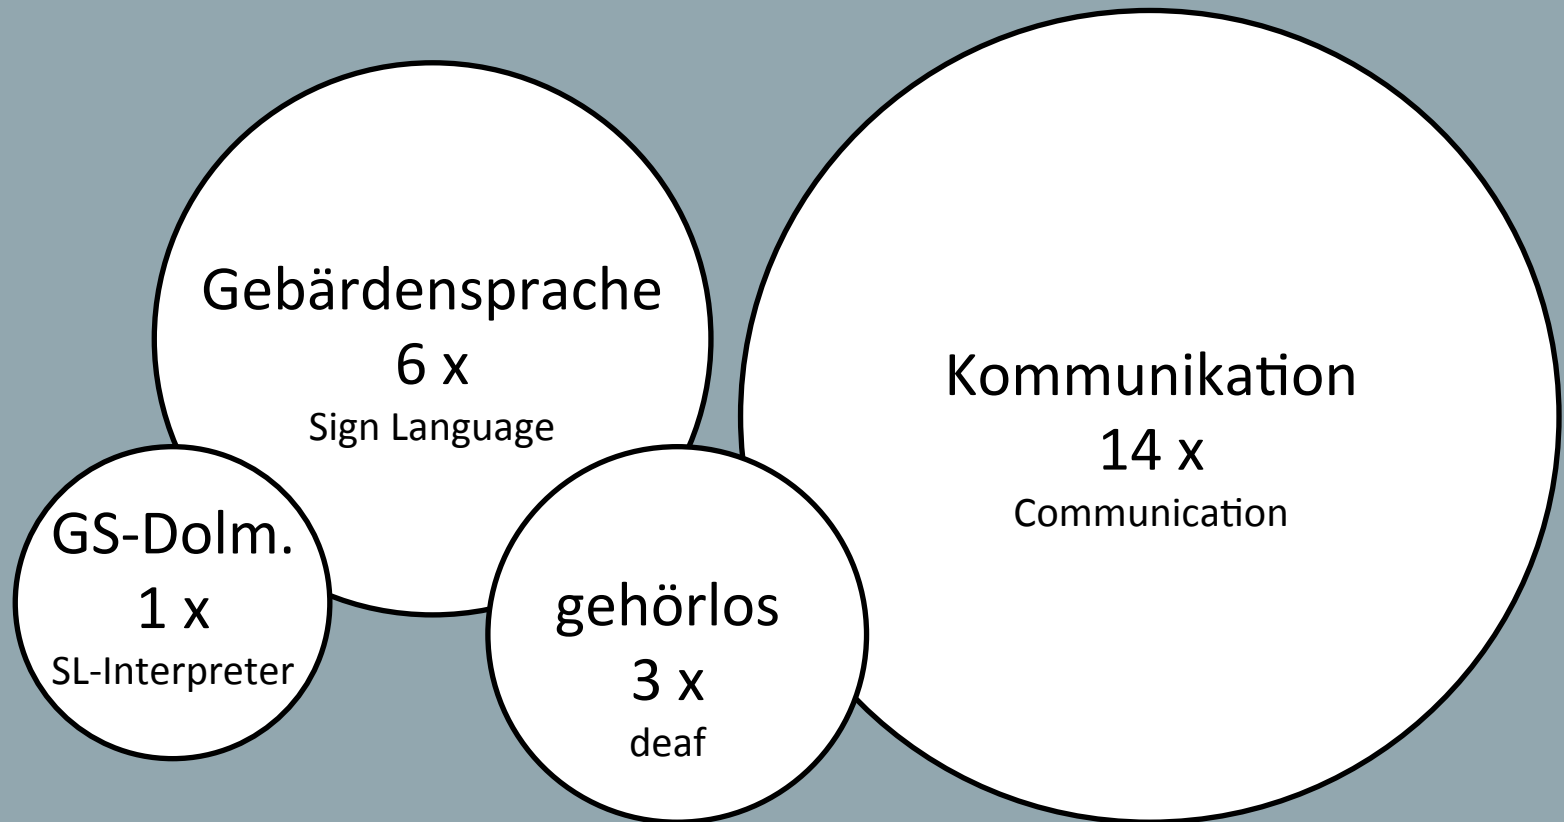 Gebärdensprache
6 x
Sign Language
Kommunikation
14 x
Communication
GS-Dolm.
1 x
SL-Interpreter
gehörlos
3 x
deaf